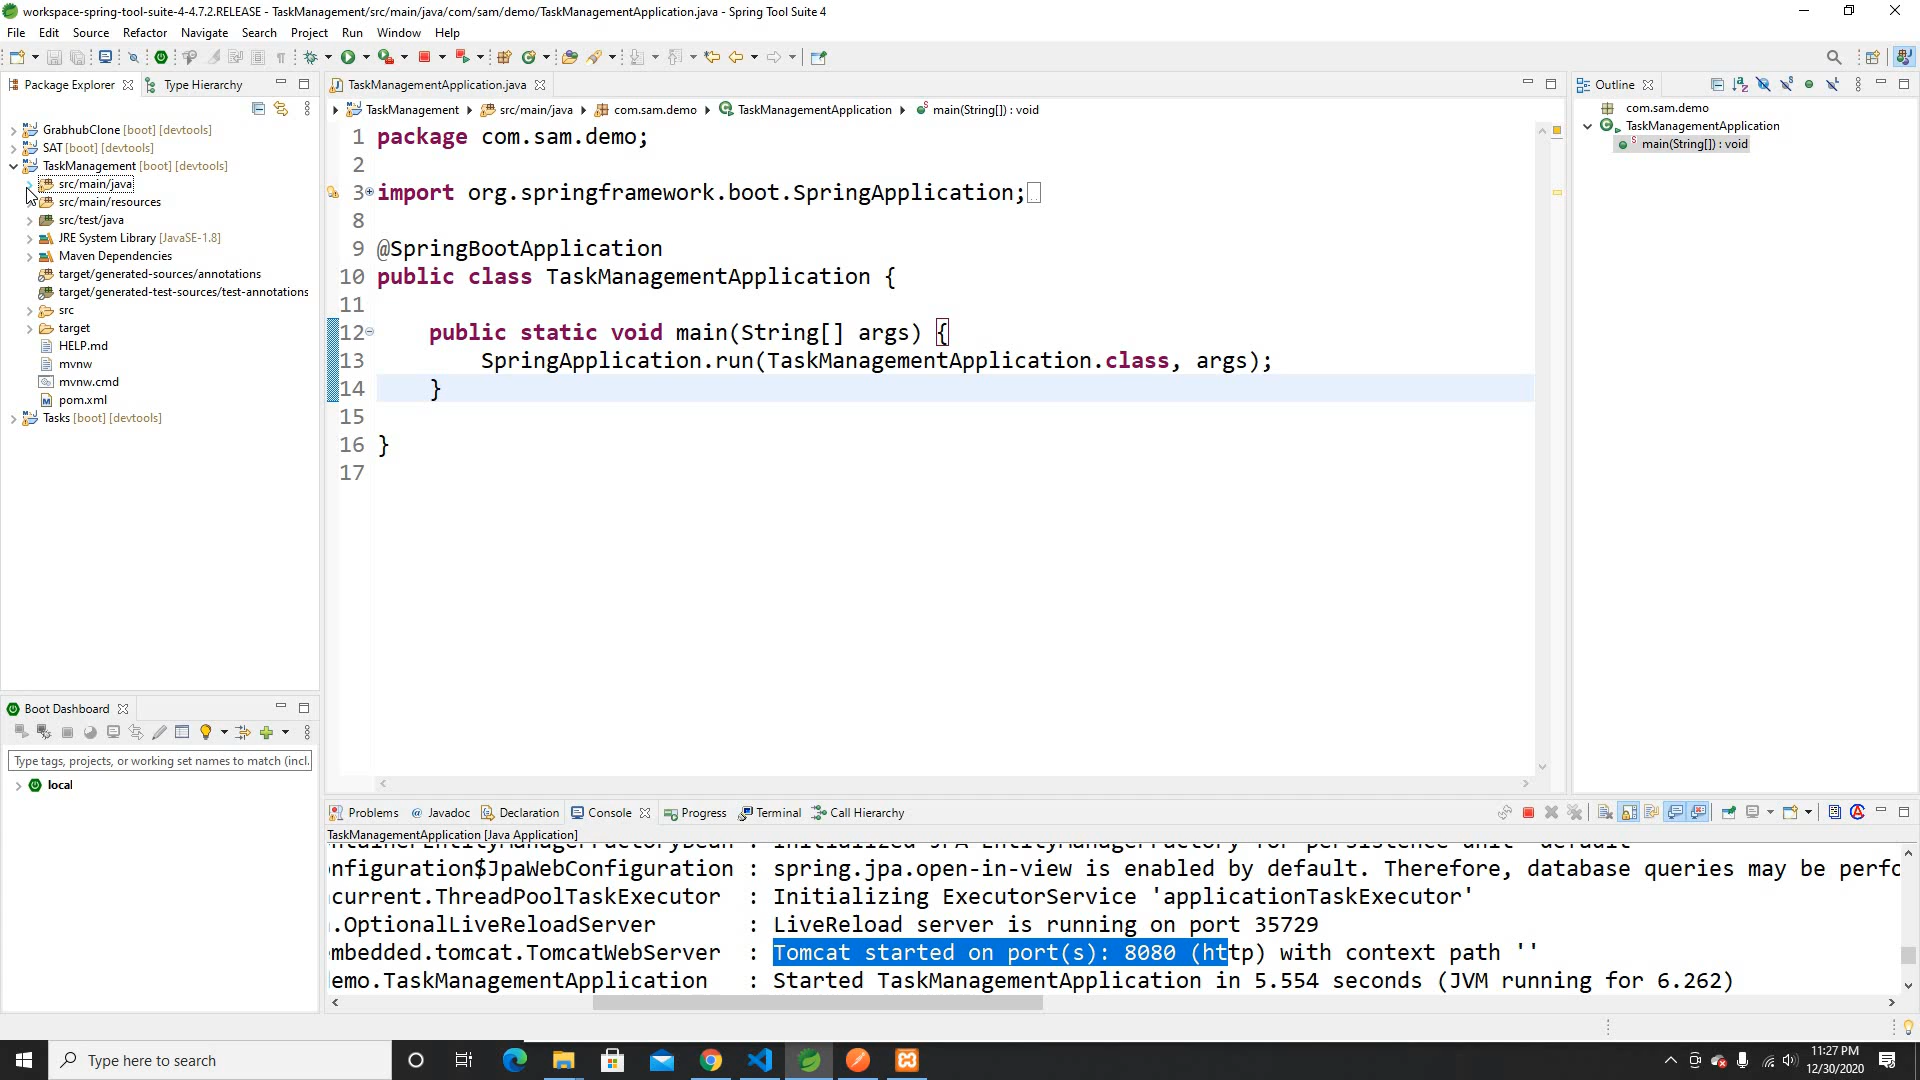 workspace-spring-tool-suite-4-4.7.2.RELEASE - TaskManagement/src/main/java/com/sam/demo/TaskManagementApplication.java - Spring Tool Suite 4
File Edit Source Refactor Navigate Search Project Run Window Help
Package Explorer Type Hierarchy
GrabhubClone [boot] [devtools]
SAT [boot] [devtools]
TaskManagement [boot] [devtools]
src/main/java
src/main/resources
src/test/java
JRE System Library [JavaSE-1.8]
Maven Dependencies
target/generated-sources/annotations
target/generated-test-sources/test-annotations
src
target
HELP.md
mvnw
mvnw.cmd
pom.xml
Tasks [boot] [devtools]
Boot Dashboard
Type tags, projects, or working set names to match (incl.
local
TaskManagementApplication.java
TaskManagement src/main/java com.sam.demo TaskManagementApplication main(String[]) : void
1 package com.sam.demo;
2
3 import org.springframework.boot.SpringApplication;
8
9 @SpringBootApplication
10 public class TaskManagementApplication {
11
12 public static void main(String[] args) {
13 SpringApplication.run(TaskManagementApplication.class, args);
14 }
15
16 }
17
Outline
com.sam.demo
TaskManagementApplication
main(String[]) : void
Problems @ Javadoc Declaration Console Progress Terminal Call Hierarchy
TaskManagementApplication [Java Application]
ntainerEntityManagerFactoryBean : Initialized JPA EntityManagerFactory for persistence unit 'default'
onfiguration$JpaWebConfiguration : spring.jpa.open-in-view is enabled by default. Therefore, database queries may be perfo
current.ThreadPoolTaskExecutor : Initializing ExecutorService 'applicationTaskExecutor'
.OptionalLiveReloadServer : LiveReload server is running on port 35729
mbedded.tomcat.TomcatWebServer : Tomcat started on port(s): 8080 (http) with context path ''
demo.TaskManagementApplication : Started TaskManagementApplication in 5.554 seconds (JVM running for 6.262)
Type here to search
11:27 PM
12/30/2020